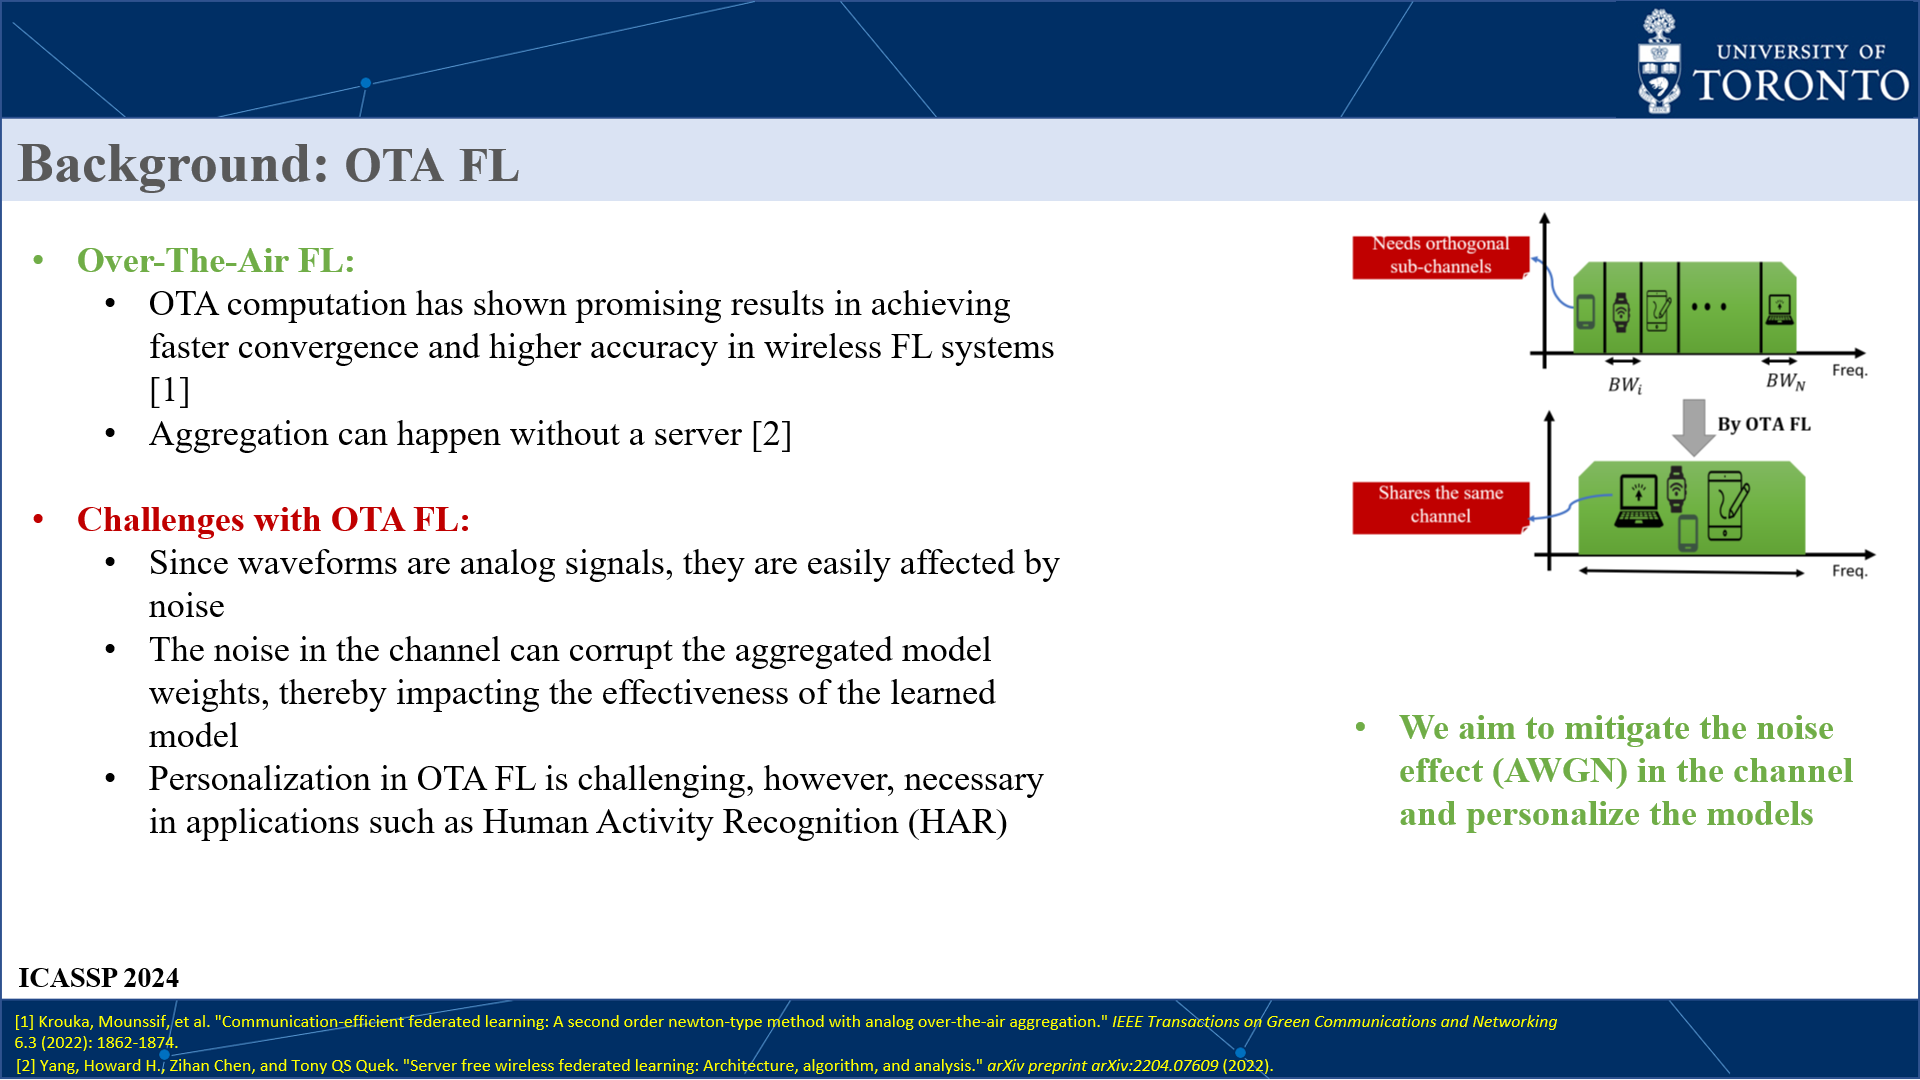 UNIVERSITY OF
TORONTO
Background: OTA FL
• Over-The-Air FL:
• OTA computation has shown promising results in achieving
faster convergence and higher accuracy in wireless FL systems
[1]
• Aggregation can happen without a server [2]
• Challenges with OTA FL:
• Since waveforms are analog signals, they are easily affected by
noise
• The noise in the channel can corrupt the aggregated model
weights, thereby impacting the effectiveness of the learned
model
• Personalization in OTA FL is challenging, however, necessary
in applications such as Human Activity Recognition (HAR)
Needs orthogonal
sub-channels
BWi
BWN
Freq.
By OTA FL
Shares the same
channel
Freq.
• We aim to mitigate the noise
effect (AWGN) in the channel
and personalize the models
ICASSP 2024
[1] Krouka, Mounssif, et al. "Communication-efficient federated learning: A second order newton-type method with analog over-the-air aggregation." IEEE Transactions on Green Communications and Networking
6.3 (2022): 1862-1874.
[2] Yang, Howard H., Zihan Chen, and Tony QS Quek. "Server free wireless federated learning: Architecture, algorithm, and analysis." arXiv preprint arXiv:2204.07609 (2022).